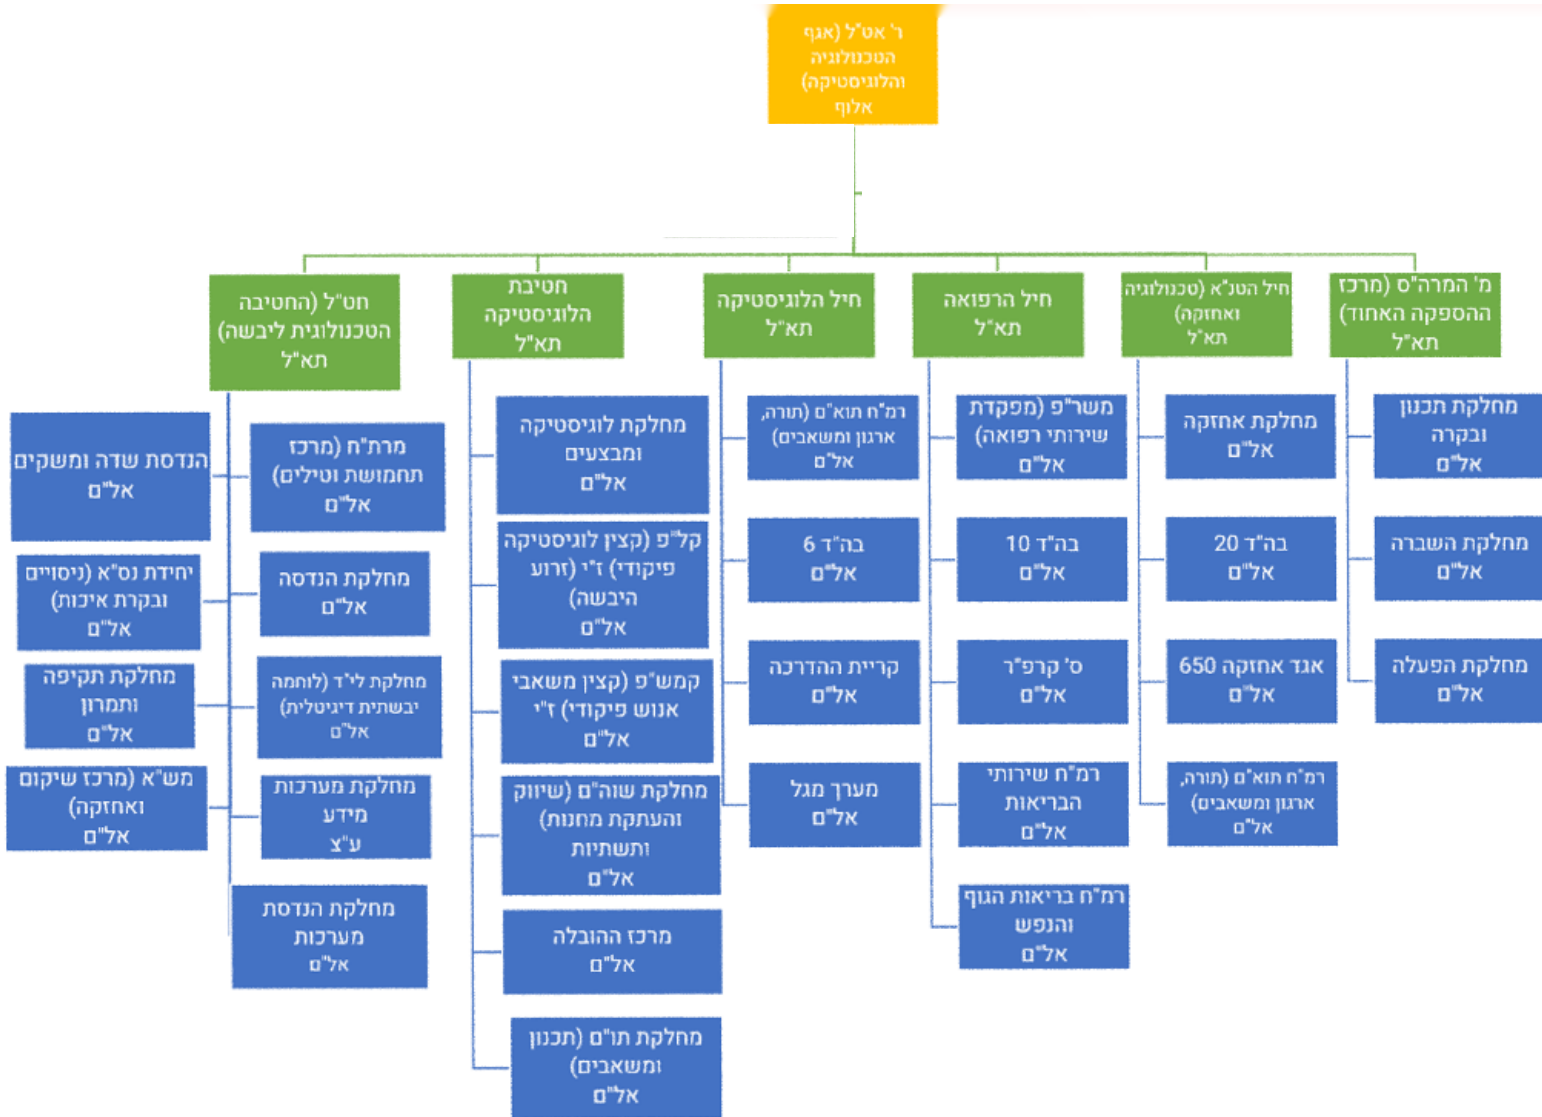 ר' אט"ל (אגף
הטכנולוגיה
והלוגיסטיקה)
אלוף
מ' המרה"ס (מרכז
ההספקה האחוד)
תא"ל
מחלקת תכנון
ובקרה
אל"ם
מחלקת השברה
אל"ם
מחלקת הפעלה
אל"ם
חיל הטנ"א (טכנולוגיה
ואחזקה)
תא"ל
מחלקת אחזקה
אל"ם
בה"ד 20
אל"ם
אגד אחזקה 650
אל"ם
רמ"ח תוא"ם (תורה,
ארגון ומשאבים)
אל"ם
חיל הרפואה
תא"ל
משר"פ (מפקדת
שירותי רפואה)
אל"ם
בה"ד 10
אל"ם
ס' קרפ"ר
אל"ם
רמ"ח שירותי
הבריאות
אל"ם
רמ"ח בריאות הגוף
והנפש
אל"ם
חיל הלוגיסטיקה
תא"ל
רמ"ח תוא"ם (תורה,
ארגון ומשאבים)
אל"ם
בה"ד 6
אל"ם
קריית ההדרכה
אל"ם
מערך מגל
אל"ם
חטיבת
הלוגיסטיקה
תא"ל
מחלקת לוגיסטיקה
ומבצעים
אל"ם
קל"פ (קצין לוגיסטיקה
פיקודי) ז"י (זרוע
היבשה)
אל"ם
קמש"פ (קצין משאבי
אנוש פיקודי) ז"י
אל"ם
מחלקת שוה"ם (שיווק
והעתקת מחנות)
ותשתיות
אל"ם
מרכז ההובלה
אל"ם
מחלקת תו"ם (תכנון
ומשאבים)
אל"ם
חט"ל (החטיבה
הטכנולוגית ליבשה)
תא"ל
מרת"ח (מרכז
תחמושת וטילים)
אל"ם
הנדסת שדה ומשקים
אל"ם
מחלקת הנדסה
אל"ם
יחידת נס"א (ניסויים
ובקרת איכות)
אל"ם
מחלקת לי"ד (לוחמה
יבשתית דיגיטלית)
אל"ם
מחלקת תקיפה
ותמרון
אל"ם
מחלקת מערכות
מידע
ע"צ
מש"א (מרכז שיקום
ואחזקה)
אל"ם
מחלקת הנדסת
מערכות
אל"ם